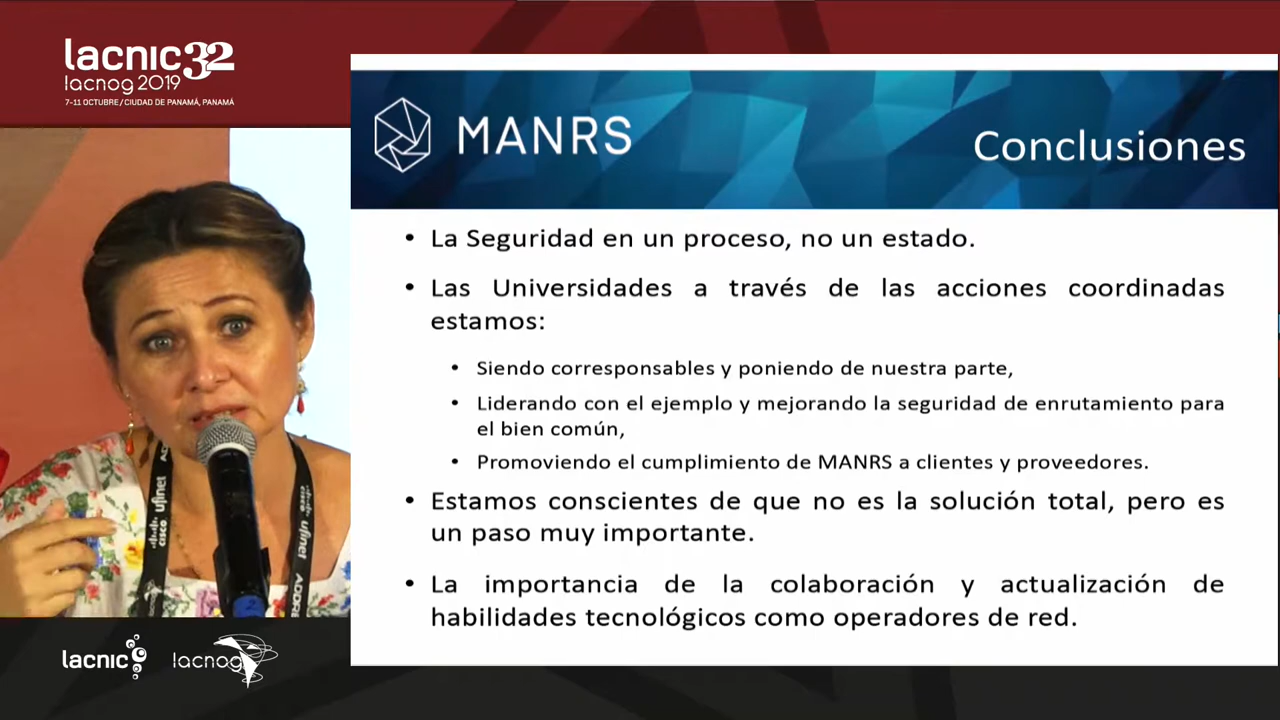 lacnic32
lacnog 2019
7-11 OCTUBRE / CIUDAD DE PANAMÁ, PANAMÁ
MANRS
Conclusiones
• La Seguridad en un proceso, no un estado.
• Las Universidades a través de las acciones coordinadas
estamos:
• Siendo corresponsables y poniendo de nuestra parte,
• Liderando con el ejemplo y mejorando la seguridad de enrutamiento para
el bien común,
• Promoviendo el cumplimiento de MANRS a clientes y proveedores.
• Estamos conscientes de que no es la solución total, pero es
un paso muy importante.
• La importancia de la colaboración y actualización de
habilidades tecnológicos como operadores de red.
ufinet
cisco
cisco
ufinet
lacnic
lacnog